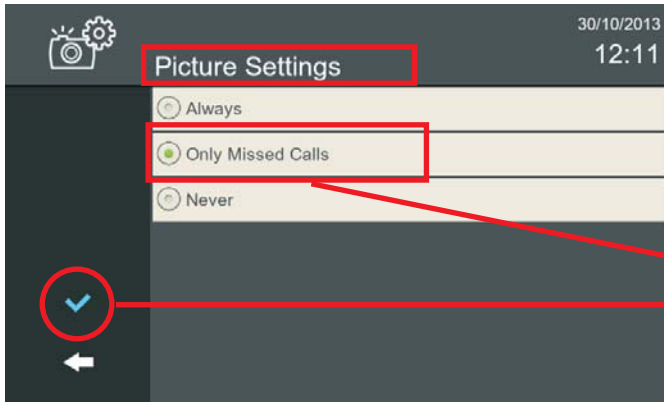 30/10/2013
12:11
Picture Settings
Always
Only Missed Calls
Never